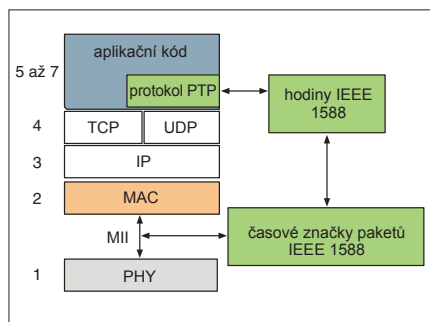 aplikační kód
5 až 7
protokol PTP
hodiny IEEE
1588
4
TCP
UDP
3
IP
2
MAC
MII
časové značky paketů
IEEE 1588
1
PHY